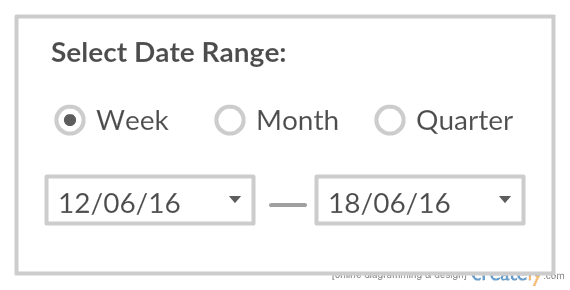 Select Date Range:
Week Month Quarter
12/06/16 — 18/06/16
[online diagramming & design] creately.com